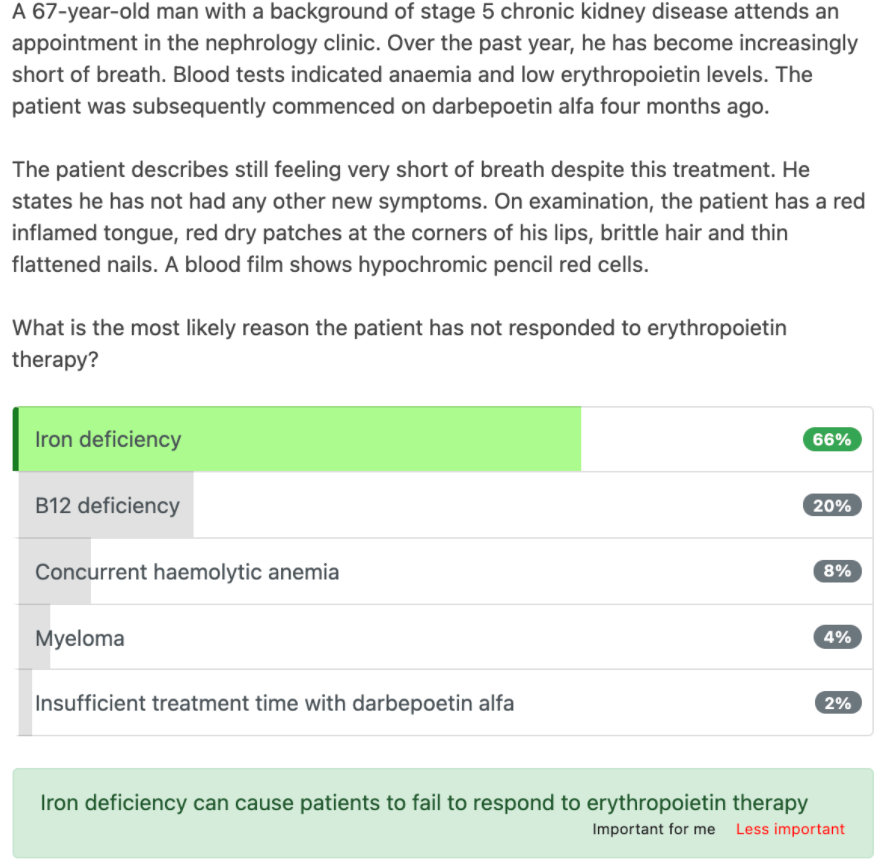 A 67-year-old man with a background of stage 5 chronic kidney disease attends an
appointment in the nephrology clinic. Over the past year, he has become increasingly
short of breath. Blood tests indicated anaemia and low erythropoietin levels. The
patient was subsequently commenced on darbepoetin alfa four months ago.
The patient describes still feeling very short of breath despite this treatment. He
states he has not had any other new symptoms. On examination, the patient has a red
inflamed tongue, red dry patches at the corners of his lips, brittle hair and thin
flattened nails. A blood film shows hypochromic pencil red cells.
What is the most likely reason the patient has not responded to erythropoietin
therapy?
Iron deficiency 66%
B12 deficiency 20%
Concurrent haemolytic anemia 8%
Myeloma 4%
Insufficient treatment time with darbepoetin alfa 2%
Iron deficiency can cause patients to fail to respond to erythropoietin therapy
Important for me Less important